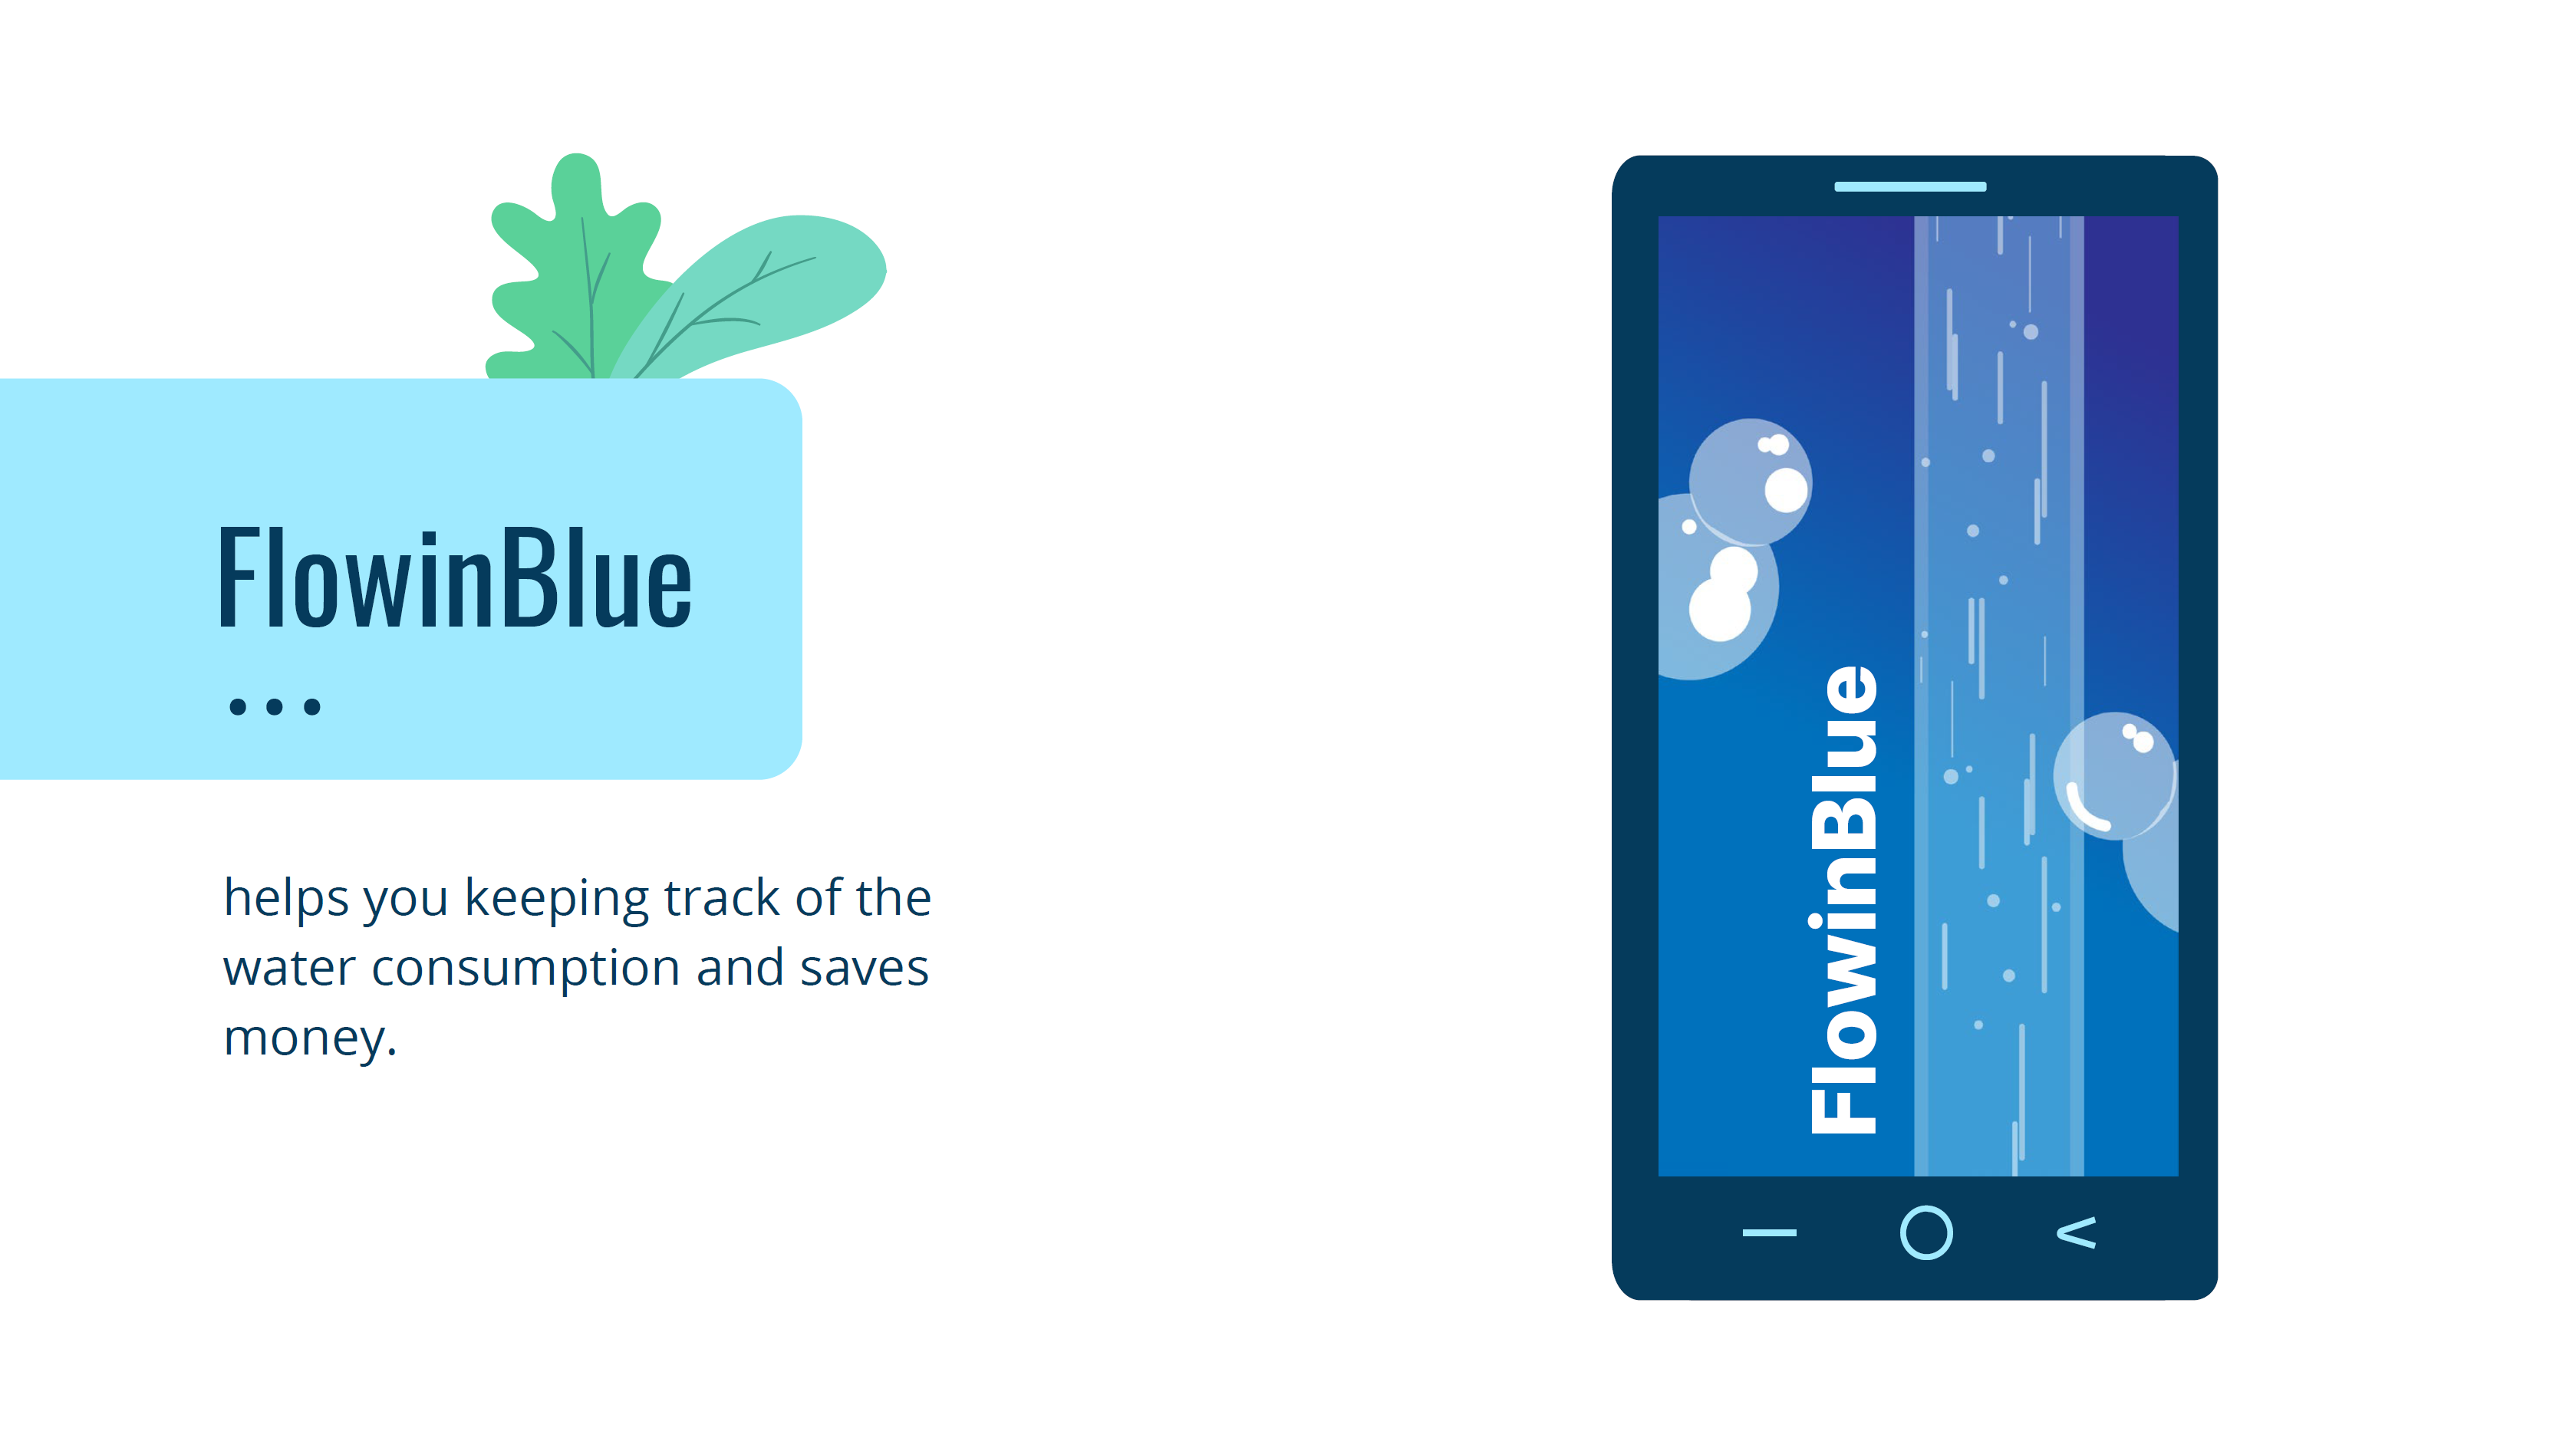 FlowinBlue
...
helps you keeping track of the
water consumption and saves
money.
FlowinBlue